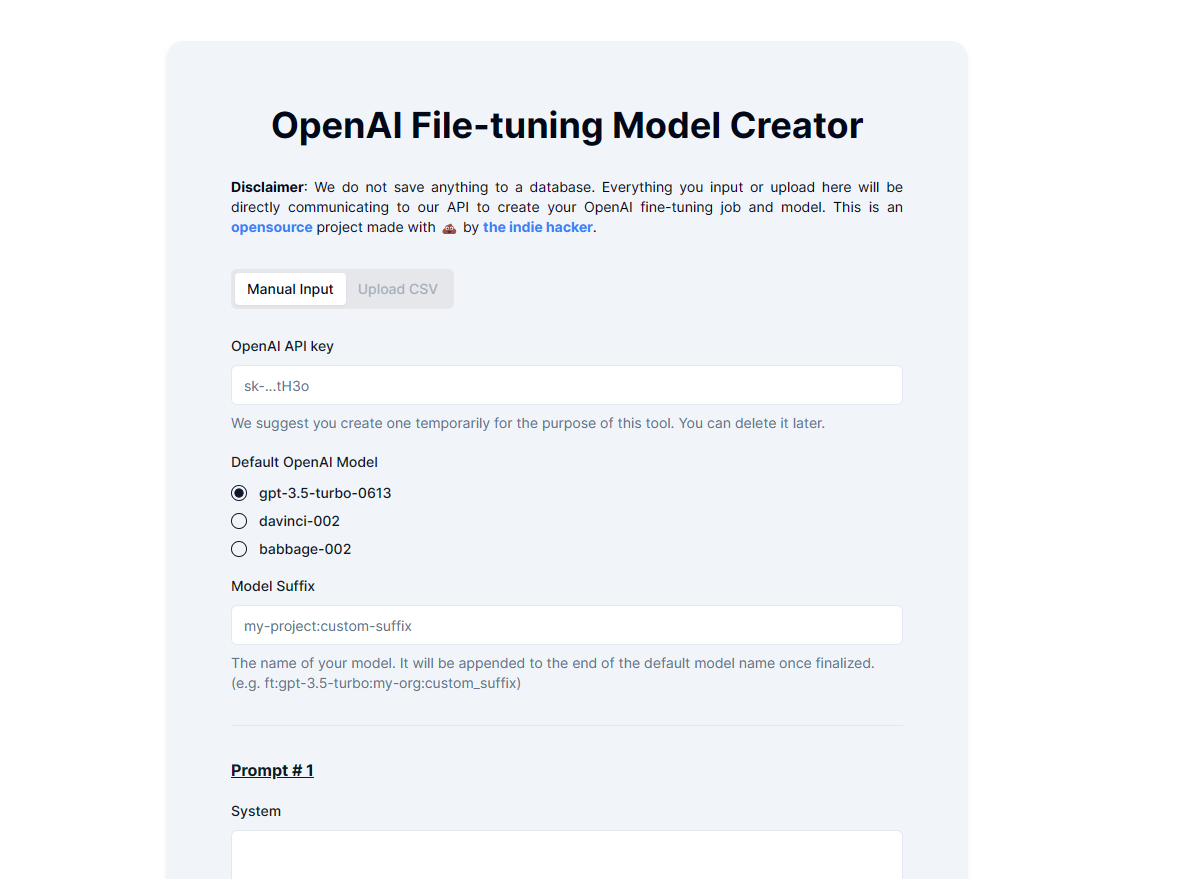 OpenAI File-tuning Model Creator
Disclaimer: We do not save anything to a database. Everything you input or upload here will be
directly communicating to our API to create your OpenAI fine-tuning job and model. This is an
opensource project made with 💩 by the indie hacker.
Manual Input Upload CSV
OpenAI API key
sk-...tH3o
We suggest you create one temporarily for the purpose of this tool. You can delete it later.
Default OpenAI Model
gpt-3.5-turbo-0613
davinci-002
babbage-002
Model Suffix
my-project:custom-suffix
The name of your model. It will be appended to the end of the default model name once finalized.
(e.g. ft:gpt-3.5-turbo:my-org:custom_suffix)
Prompt # 1
System